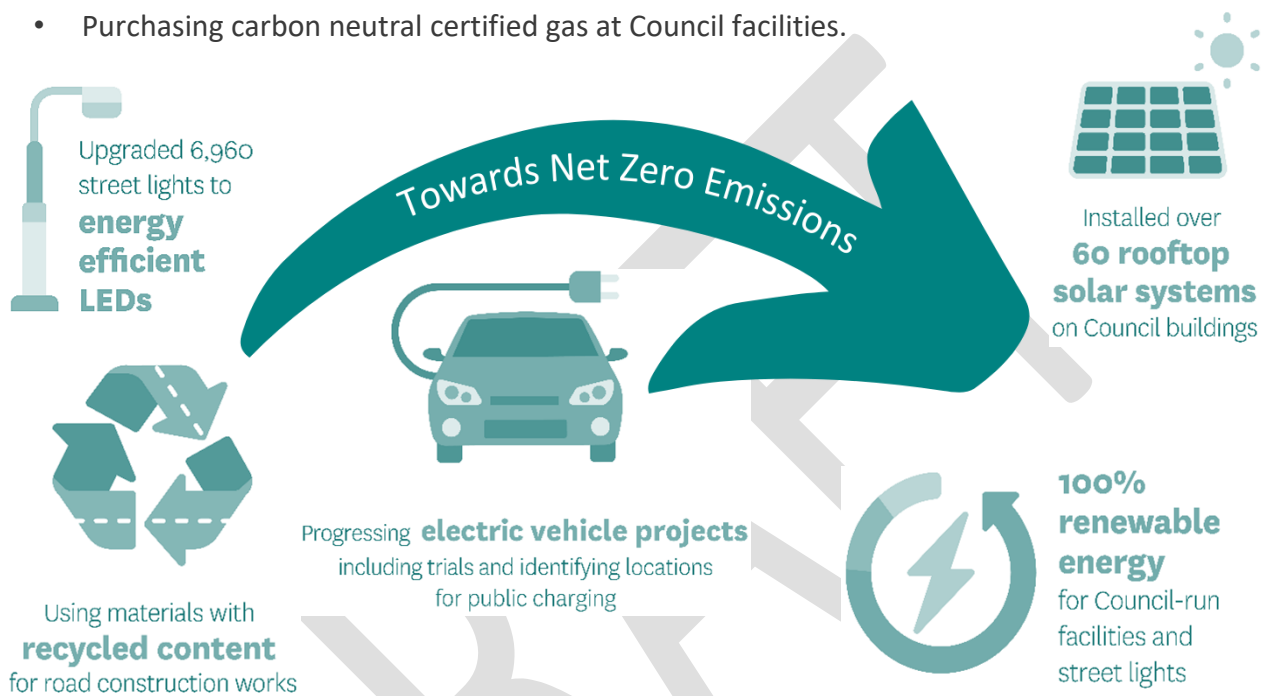 • Purchasing carbon neutral certified gas at Council facilities.
Upgraded 6,960
street lights to
energy
efficient
LEDs
Towards Net Zero Emissions
Installed over
60 rooftop
solar systems
on Council buildings
Using materials with
recycled content
for road construction works
Progressing electric vehicle projects
including trials and identifying locations
for public charging
100%
renewable
energy
for Council-run
facilities and
street lights
DRAFT